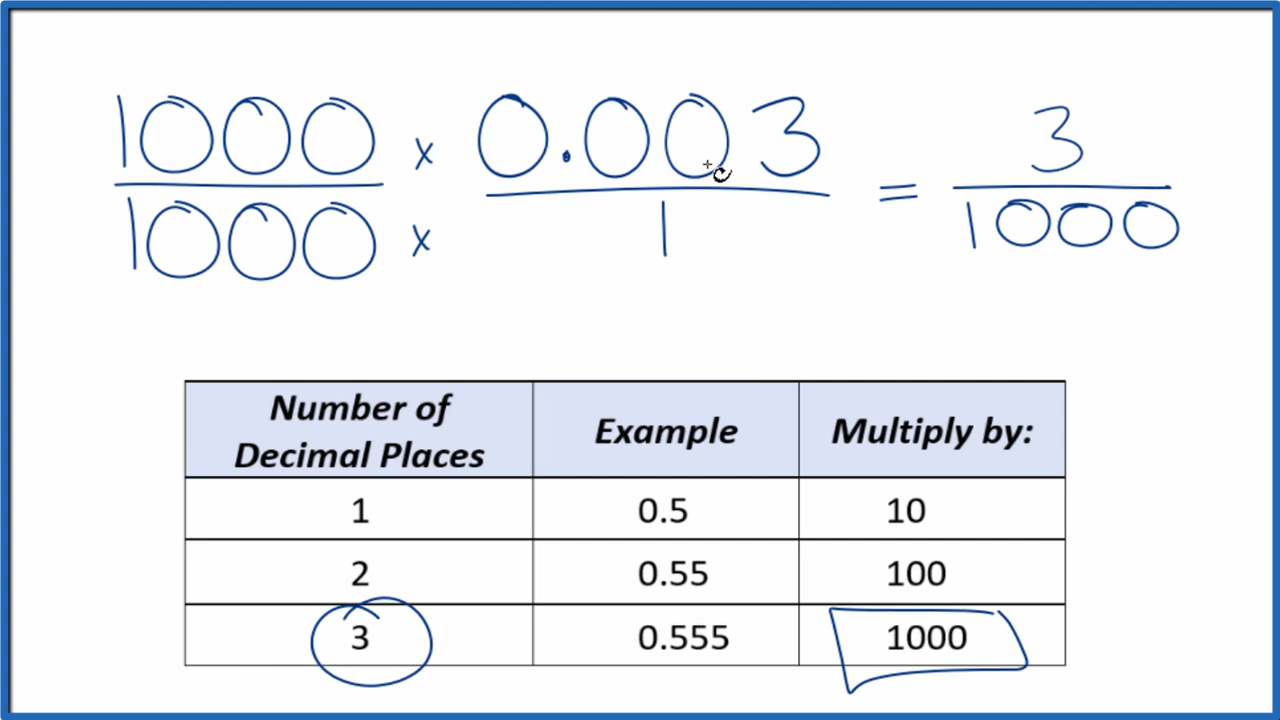 1000 × 0.003 = 3
1000 × 1 1000
Number of Decimal Places Example Multiply by:
1 0.5 10
2 0.55 100
3 0.555 1000